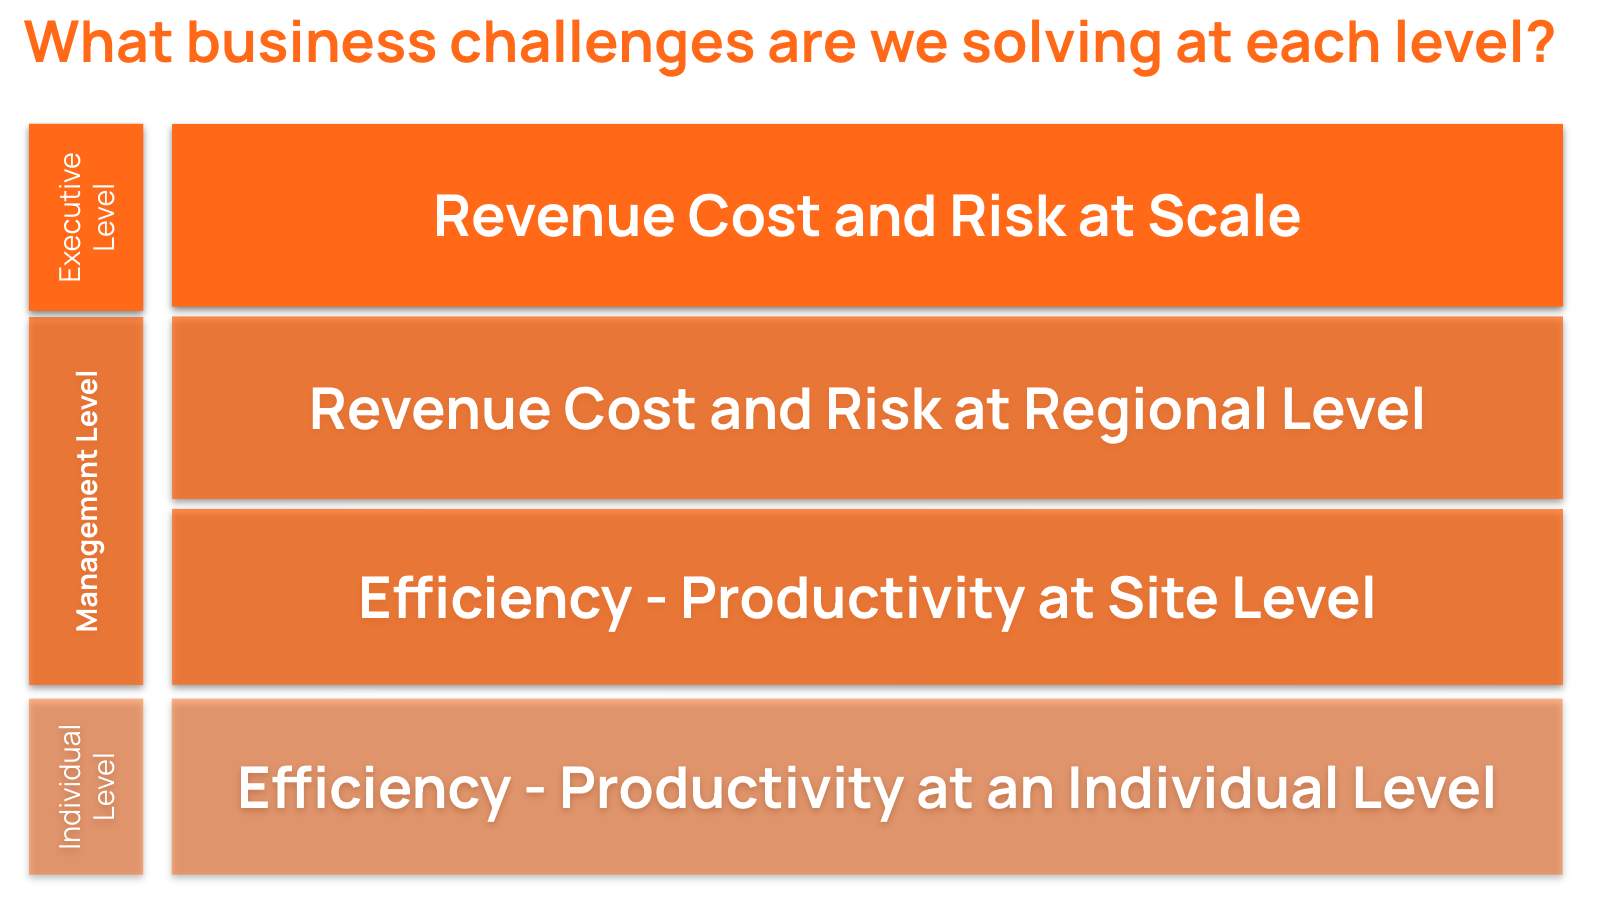 What business challenges are we solving at each level?
Executive
Level
Revenue Cost and Risk at Scale
Management Level
Revenue Cost and Risk at Regional Level
Efficiency - Productivity at Site Level
Individual
Level
Efficiency - Productivity at an Individual Level